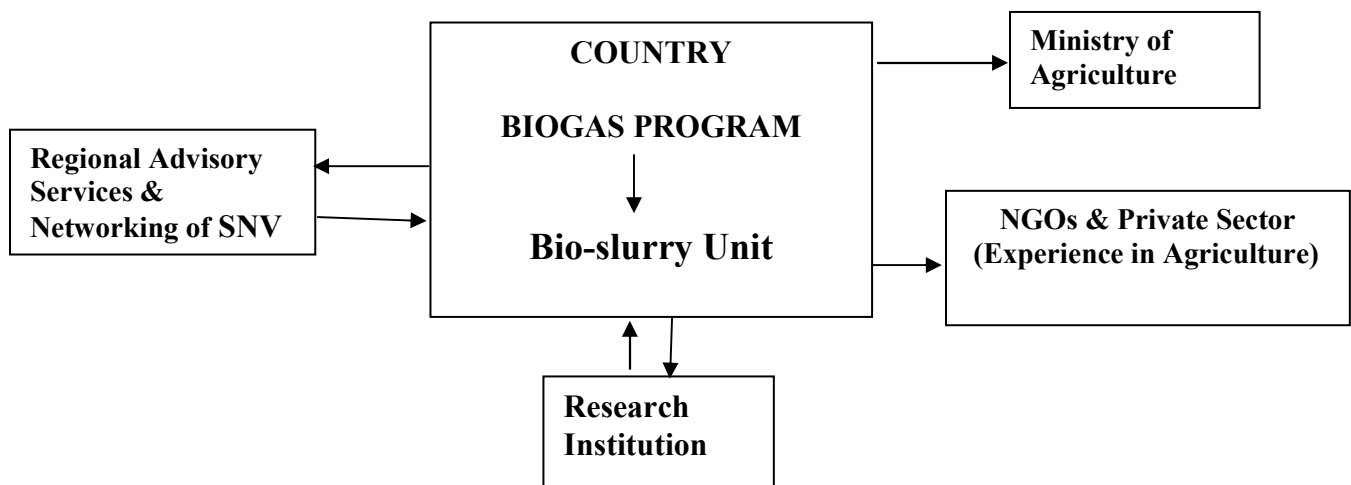 COUNTRY
BIOGAS PROGRAM
Bio-slurry Unit
Ministry of
Agriculture
Regional Advisory
Services &
Networking of SNV
NGOs & Private Sector
(Experience in Agriculture)
Research
Institution